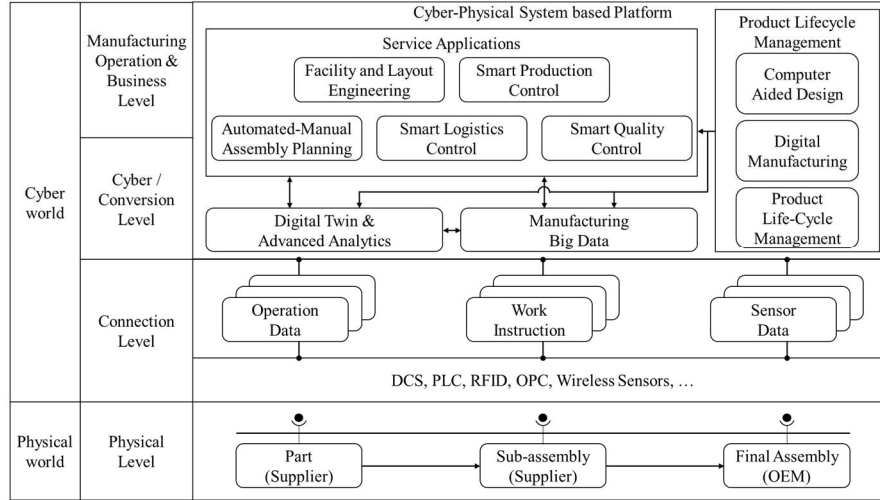 Cyber-Physical System based Platform
Manufacturing
Operation &
Business
Level
Service Applications
Facility and Layout
Engineering
Smart Production
Control
Automated-Manual
Assembly Planning
Smart Logistics
Control
Smart Quality
Control
Product Lifecycle
Management
Computer
Aided Design
Digital
Manufacturing
Product
Life-Cycle
Management
Cyber
world
Cyber /
Conversion
Level
Digital Twin &
Advanced Analytics
Manufacturing
Big Data
Connection
Level
Operation
Data
Work
Instruction
Sensor
Data
DCS, PLC, RFID, OPC, Wireless Sensors, …
Physical
world
Physical
Level
Part
(Supplier)
Sub-assembly
(Supplier)
Final Assembly
(OEM)